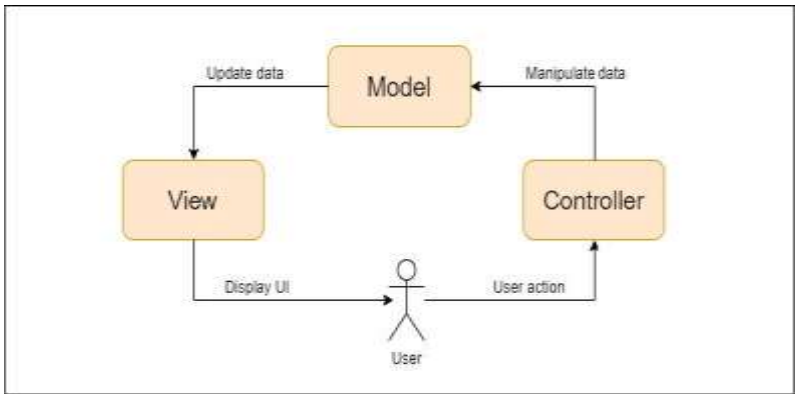 Update data
Model
Manipulate data
View
Controller
Display UI
User action
User